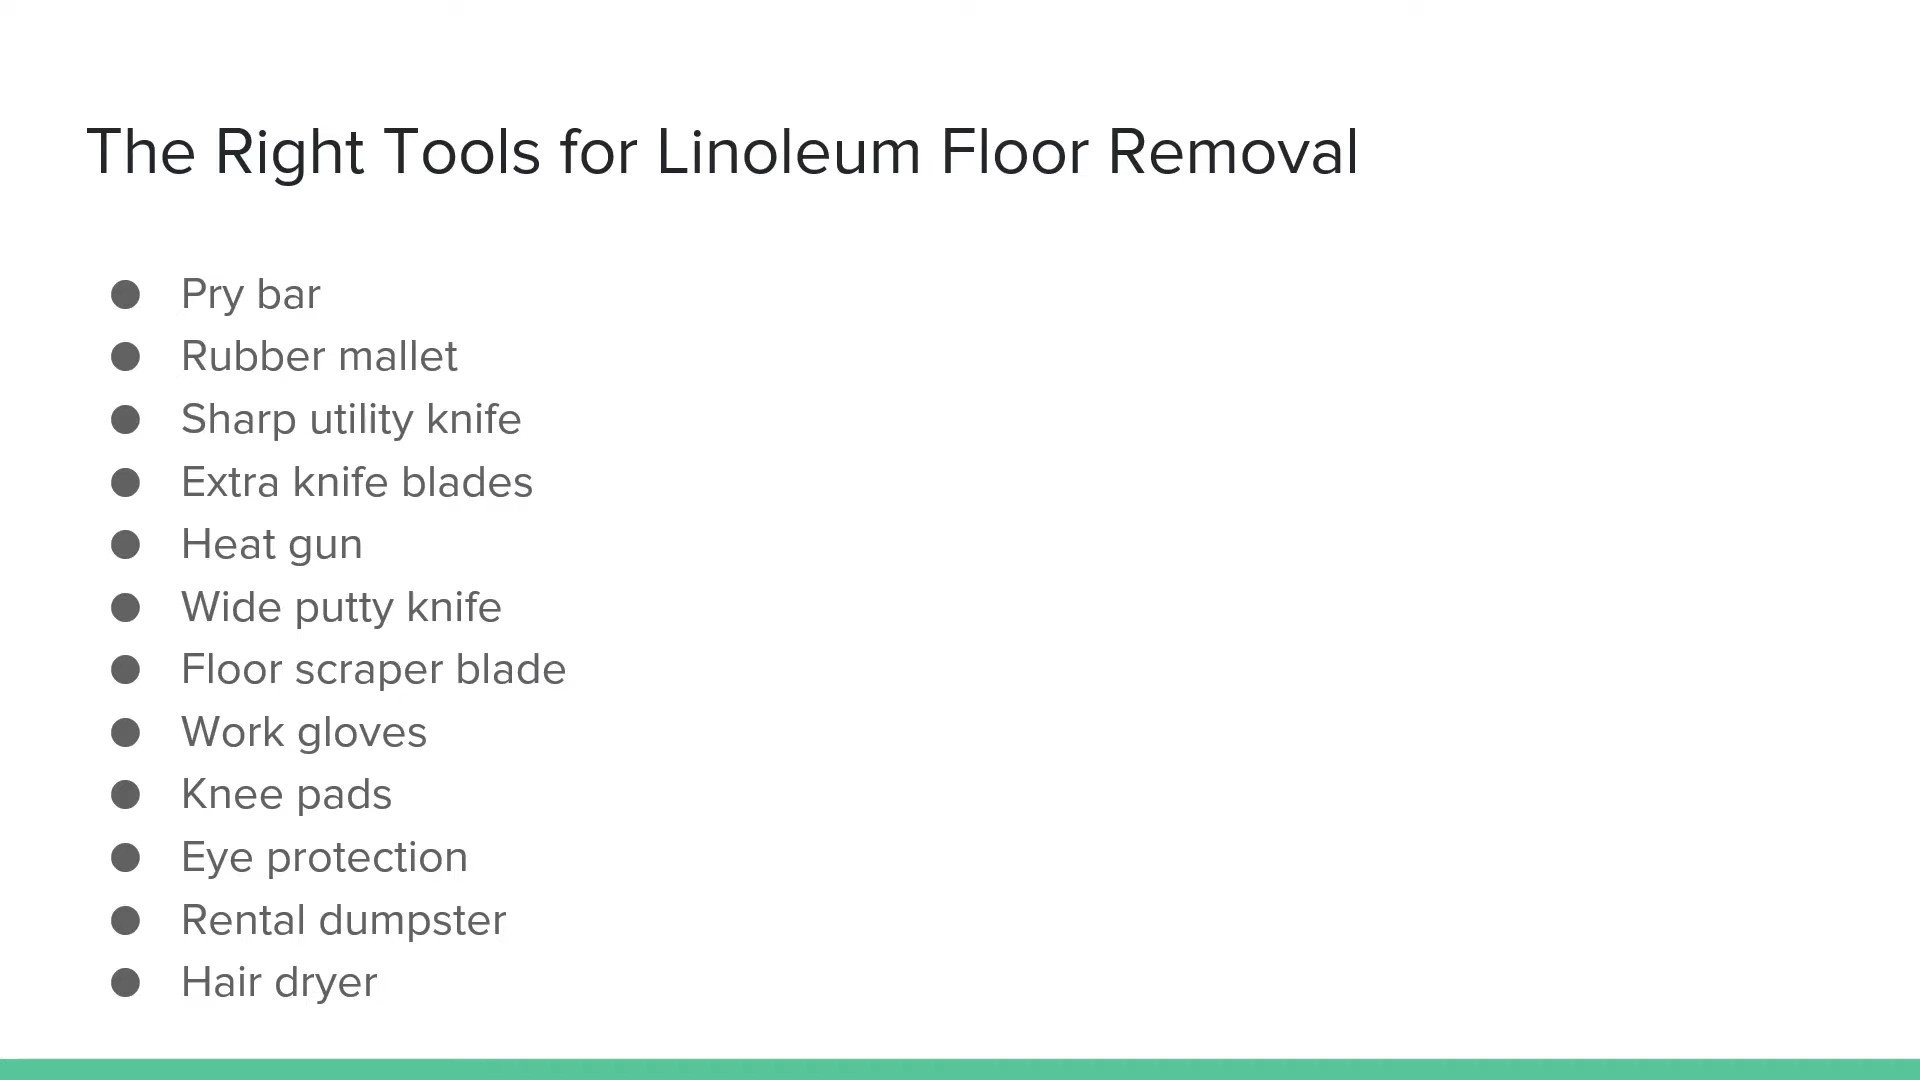 The Right Tools for Linoleum Floor Removal
● Pry bar
● Rubber mallet
● Sharp utility knife
● Extra knife blades
● Heat gun
● Wide putty knife
● Floor scraper blade
● Work gloves
● Knee pads
● Eye protection
● Rental dumpster
● Hair dryer